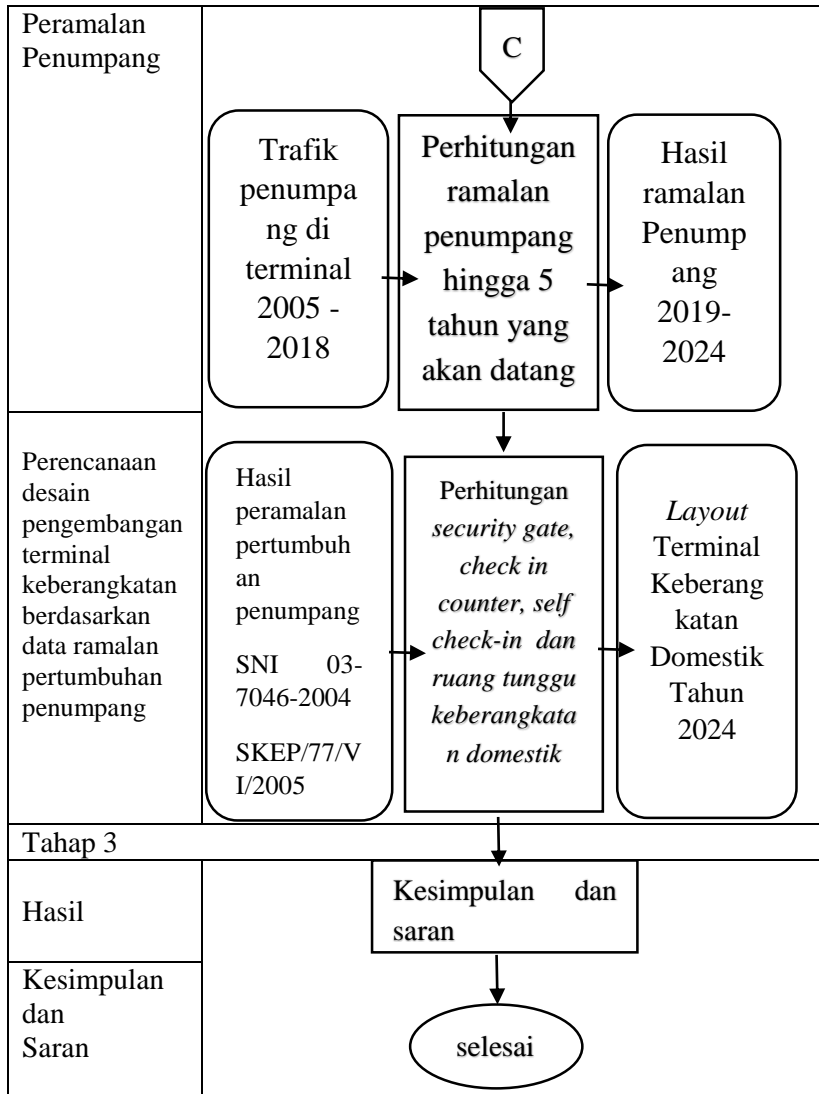 Peramalan
Penumpang
C
Trafik
penumpa
ng di
terminal
2005 -
2018
Perhitungan
ramalan
penumpang
hingga 5
tahun yang
akan datang
Hasil
ramalan
Penump
ang
2019-
2024
Perencanaan
desain
pengembangan
terminal
keberangkatan
berdasarkan
data ramalan
pertumbuhan
penumpang
Hasil
peramalan
pertumbuh
an
penumpang
SNI 03-
7046-2004
SKEP/77/V
I/2005
Perhitungan
security gate,
check in
counter, self
check-in dan
ruang tunggu
keberangkata
n domestik
Layout
Terminal
Keberang
katan
Domestik
Tahun
2024
Tahap 3
Hasil
Kesimpulan dan
saran
Kesimpulan
dan
Saran
selesai